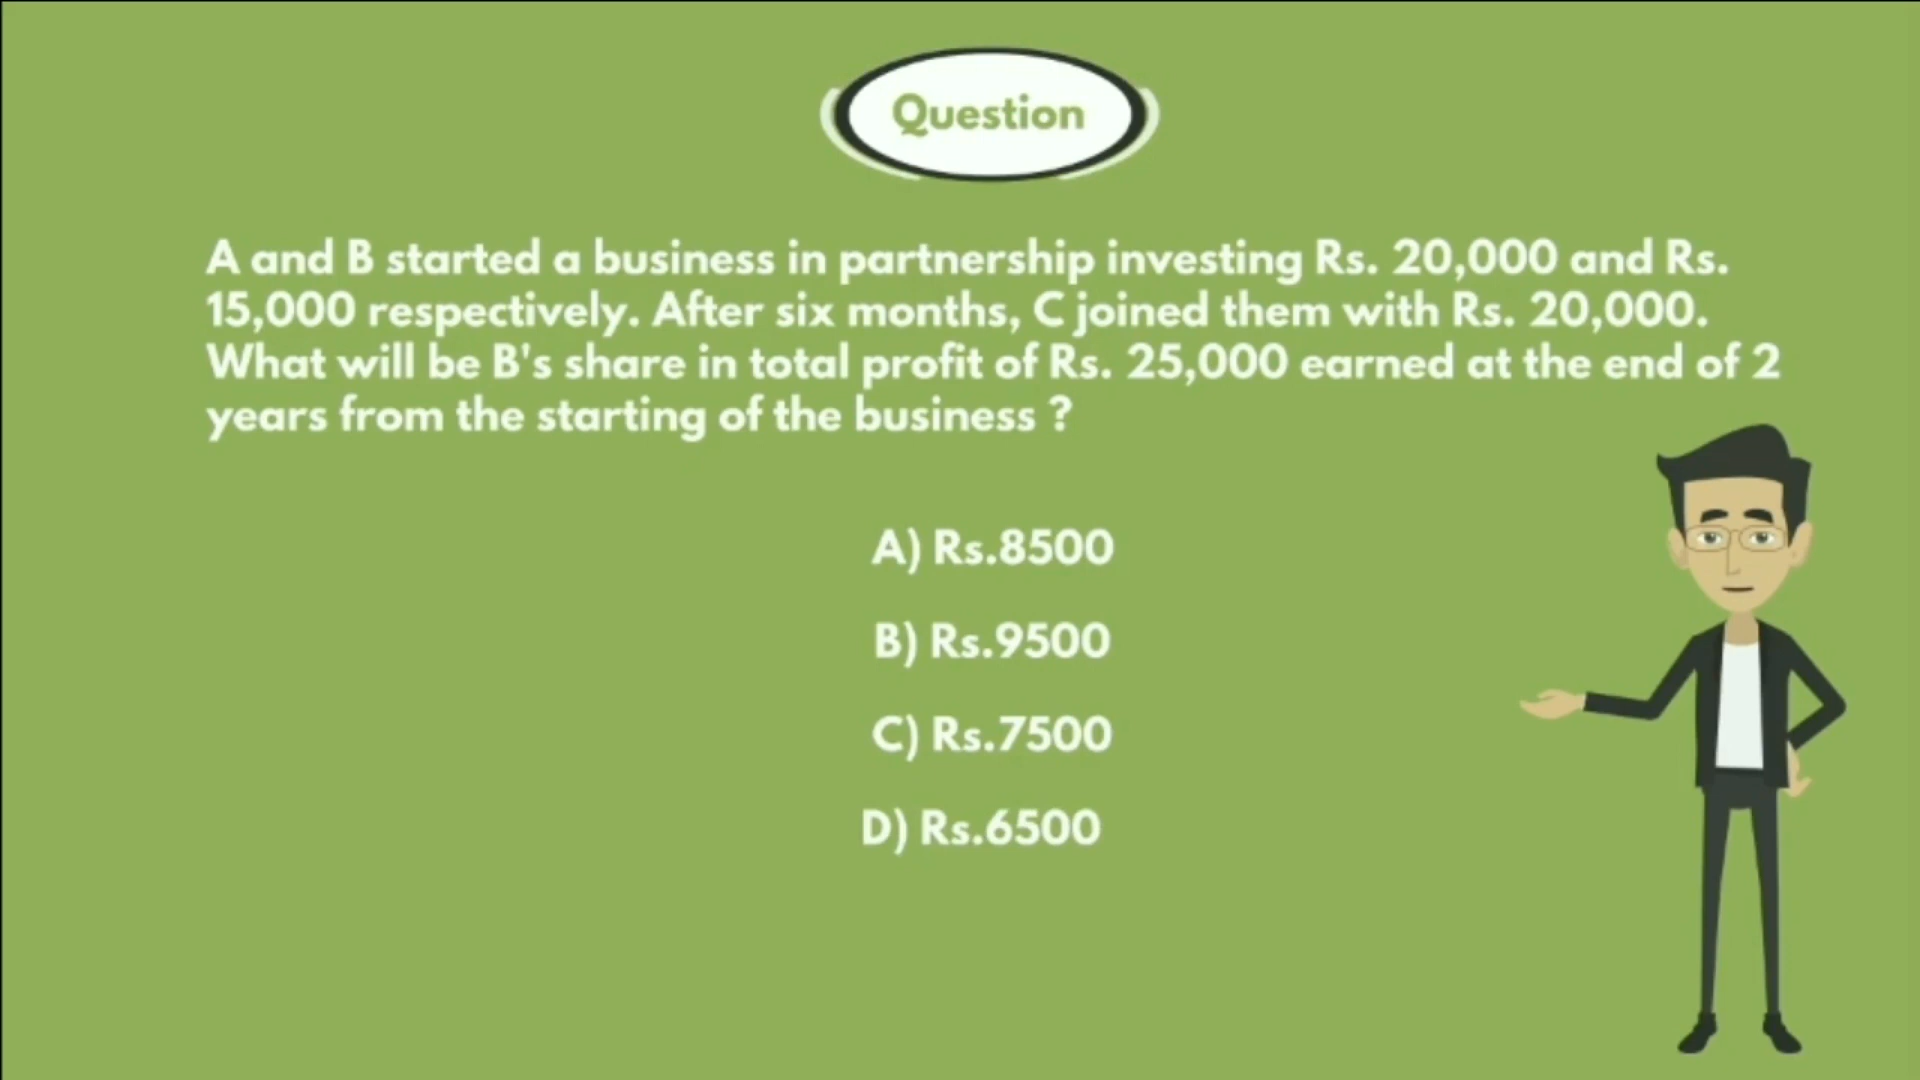 Question
A and B started a business in partnership investing Rs. 20,000 and Rs.
15,000 respectively. After six months, C joined them with Rs. 20,000.
What will be B's share in total profit of Rs. 25,000 earned at the end of 2
years from the starting of the business ?
A) Rs.8500
B) Rs.9500
C) Rs.7500
D) Rs.6500